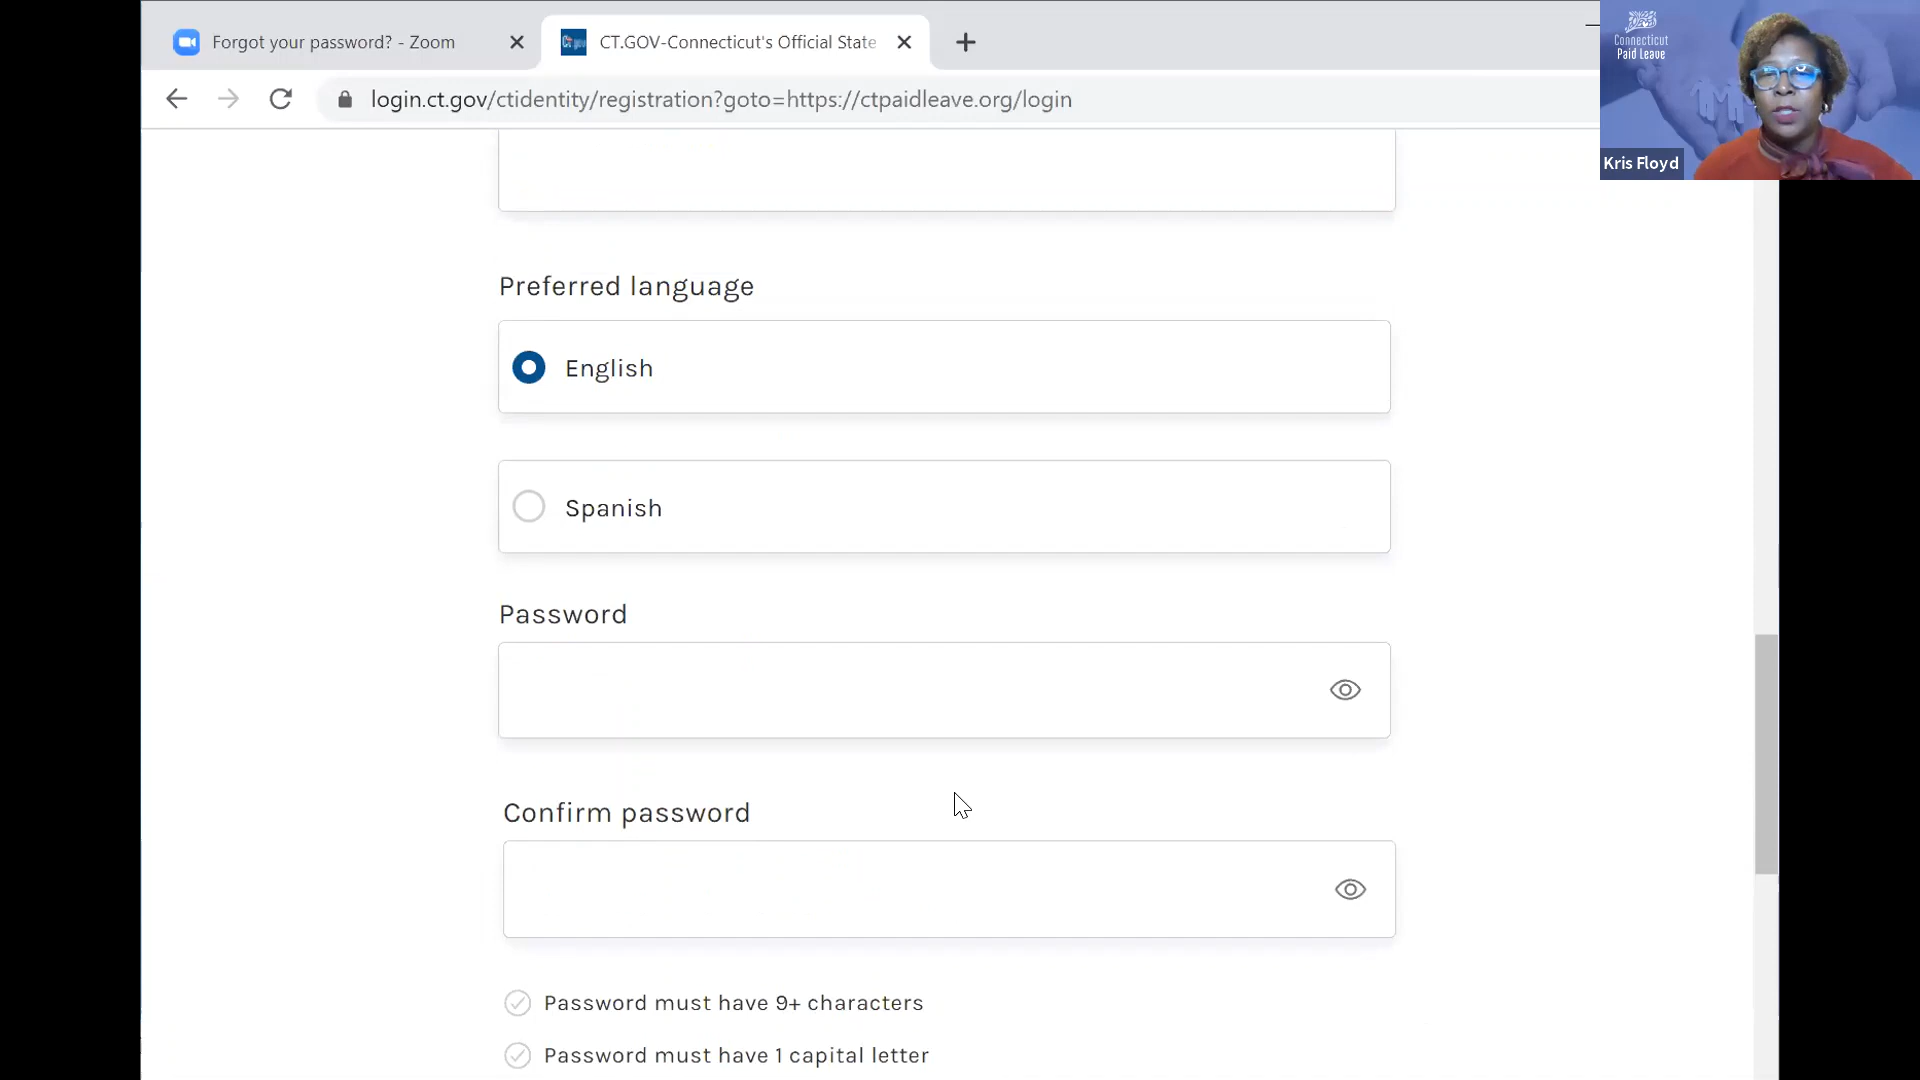 Forgot your password? - Zoom
CT.GOV-Connecticut's Official State
login.ct.gov/ctidentity/registration?goto=https://ctpaidleave.org/login
Connecticut
Paid Leave
Kris Floyd
Preferred language
English
Spanish
Password
Confirm password
Password must have 9+ characters
Password must have 1 capital letter